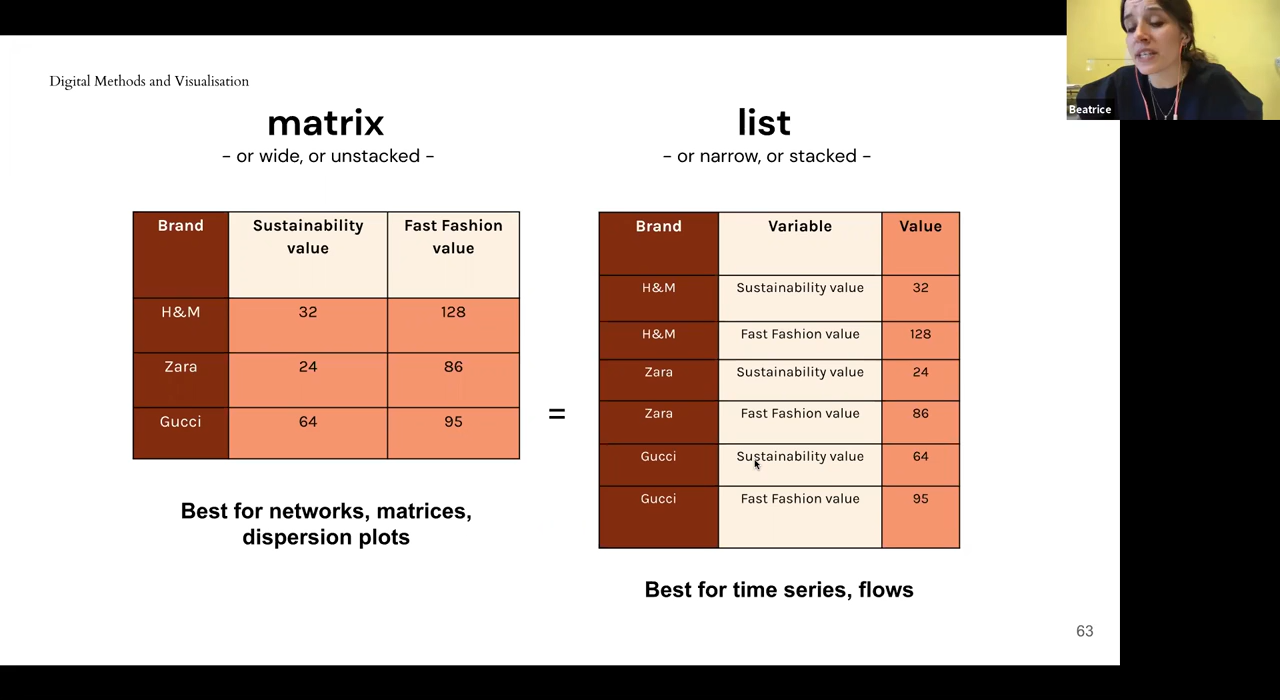 Beatrice
Digital Methods and Visualisation
matrix
- or wide, or unstacked -
Brand Sustainability value Fast Fashion value
H&M 32 128
Zara 24 86
Gucci 64 95
Best for networks, matrices,
dispersion plots
=
list
- or narrow, or stacked -
Brand Variable Value
H&M Sustainability value 32
H&M Fast Fashion value 128
Zara Sustainability value 24
Zara Fast Fashion value 86
Gucci Sustainability value 64
Gucci Fast Fashion value 95
Best for time series, flows
63